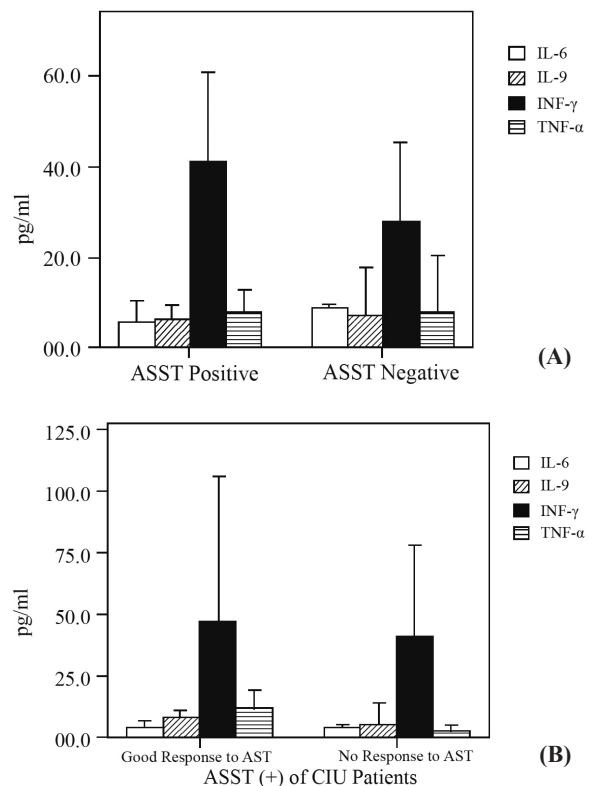 60.0
40.0
20.0
00.0
pg/ml
ASST Positive
ASST Negative
IL-6
IL-9
INF-γ
TNF-α
(A)
125.0
100.0
75.0
50.0
25.0
00.0
pg/ml
Good Response to AST
No Response to AST
ASST (+) of CIU Patients
IL-6
IL-9
INF-γ
TNF-α
(B)